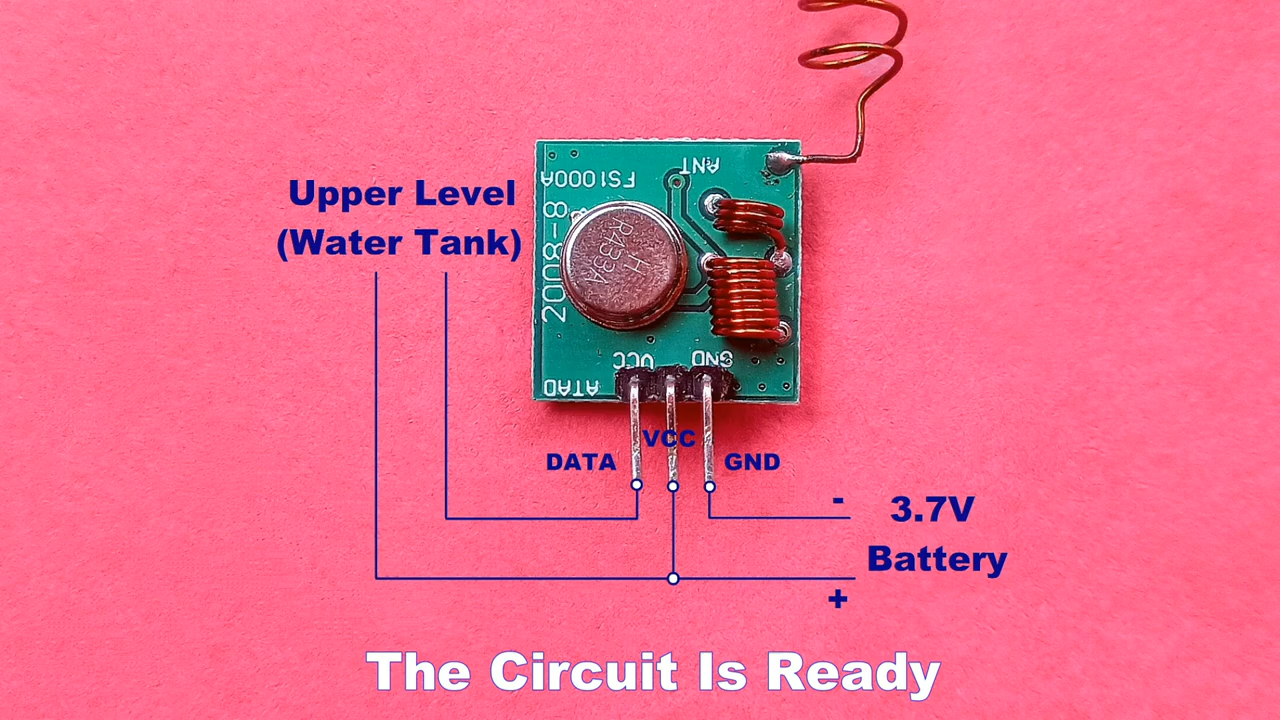 Upper Level
(Water Tank)
ANT
FS1000A
2008-8
H
R433A
VCC
GND
ATAD
VCC
DATA
GND
-
3.7V
Battery
+
The Circuit Is Ready